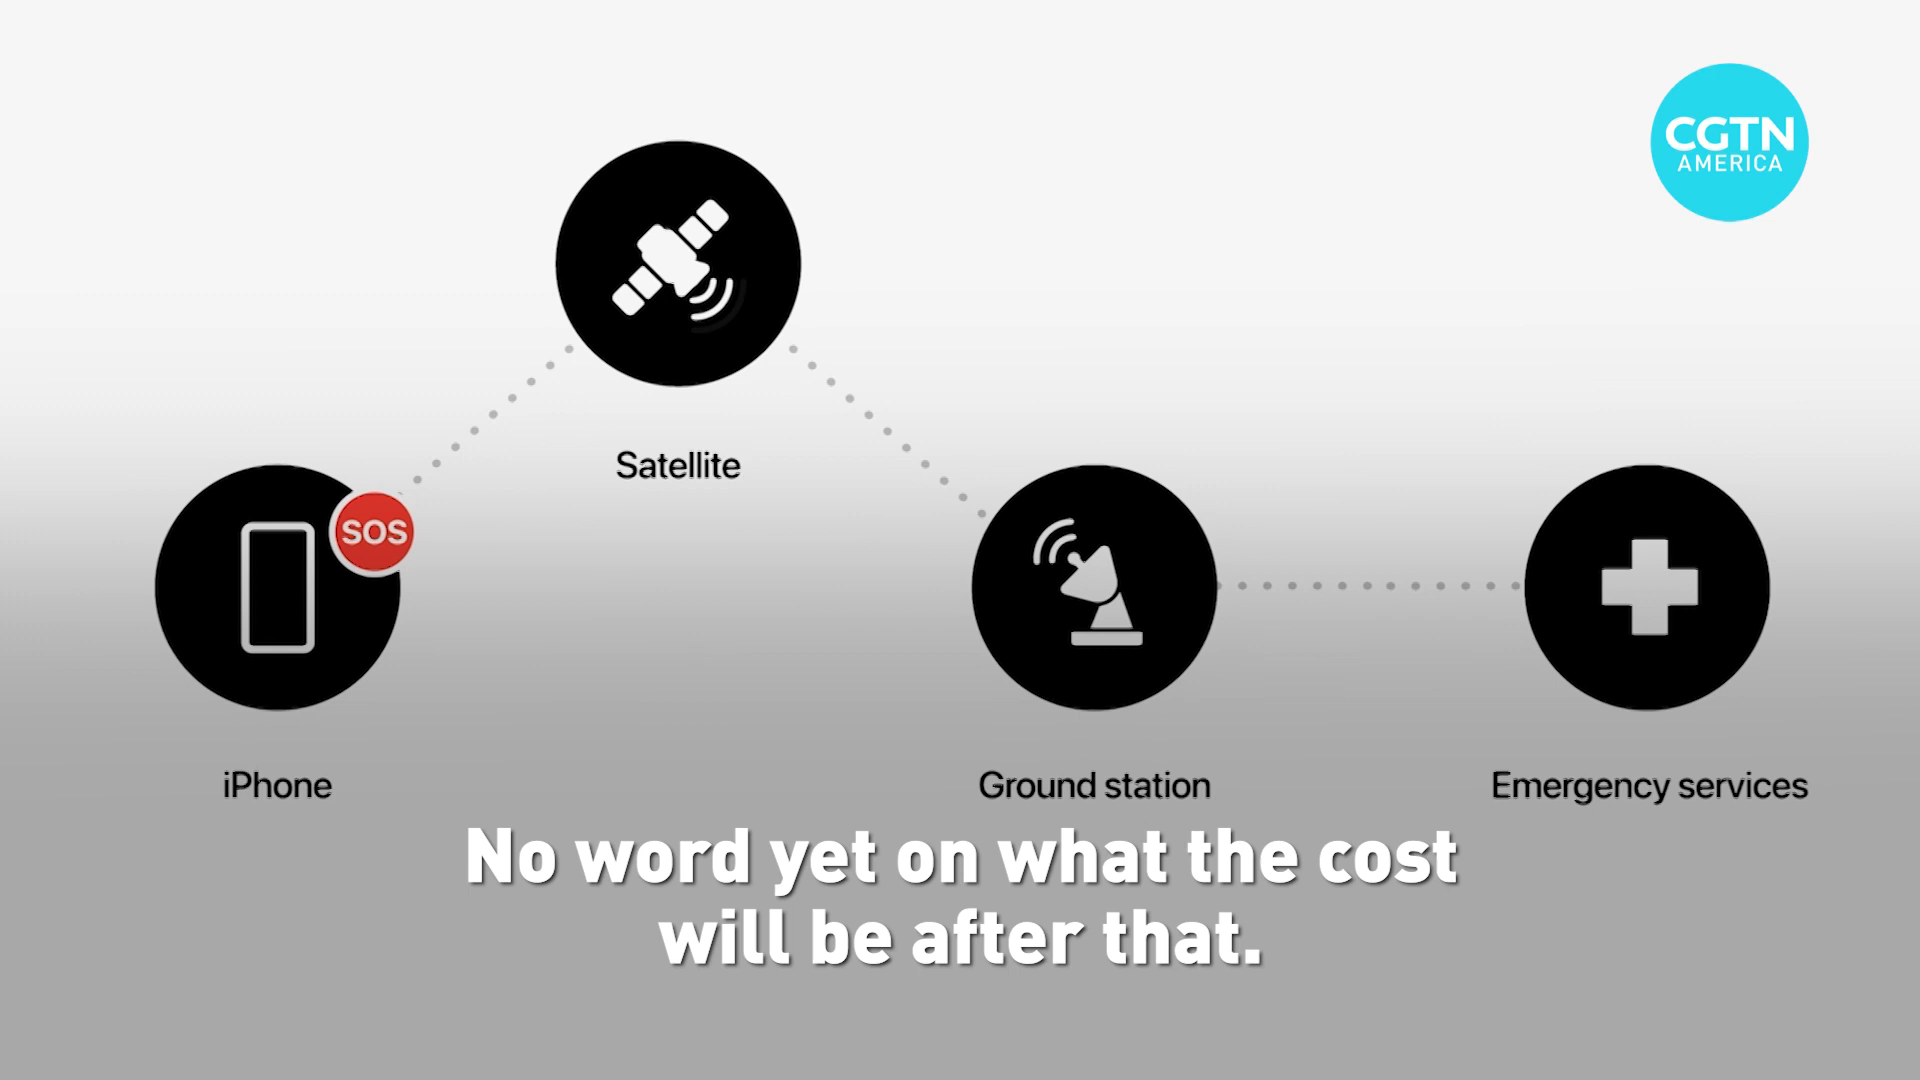 CGTN
AMERICA
Satellite
SOS
iPhone
Ground station
Emergency services
No word yet on what the cost
will be after that.